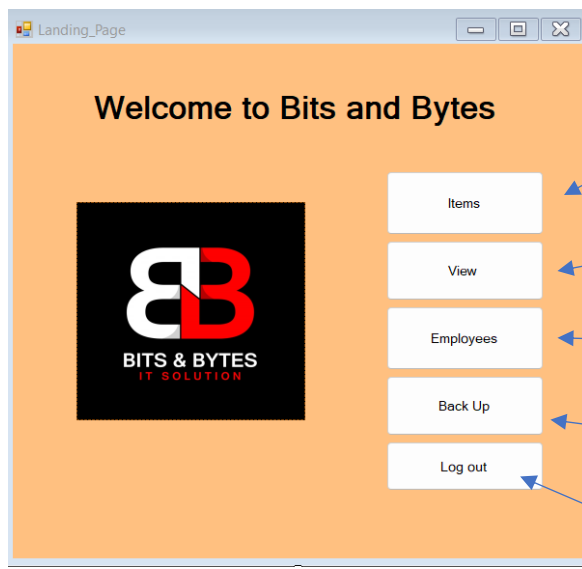 Landing_Page
Welcome to Bits and Bytes
Items
View
BITS & BYTES
IT SOLUTION
Employees
Back Up
Log out